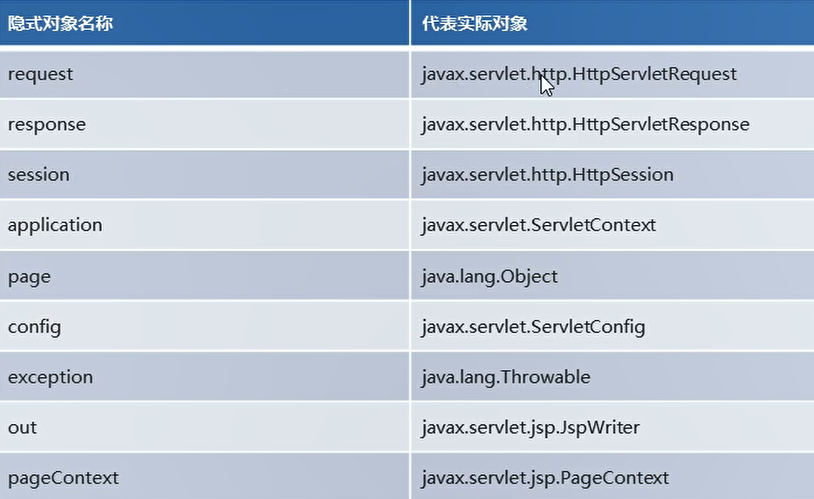 隐式对象名称 代表实际对象
request javax.servlet.http.HttpServletRequest
response javax.servlet.http.HttpServletResponse
session javax.servlet.http.HttpSession
application javax.servlet.ServletContext
page java.lang.Object
config javax.servlet.ServletConfig
exception java.lang.Throwable
out javax.servlet.jsp.JspWriter
pageContext javax.servlet.jsp.PageContext